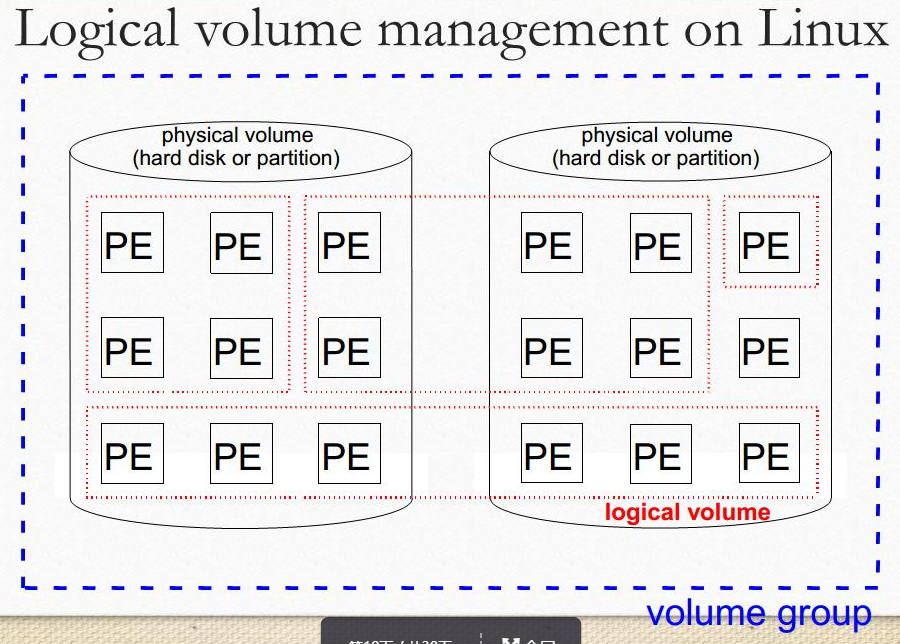 Logical volume management on Linux
physical volume
(hard disk or partition)
physical volume
(hard disk or partition)
PE PE PE PE PE PE
PE PE PE PE PE PE
PE PE PE PE PE PE
logical volume
volume group